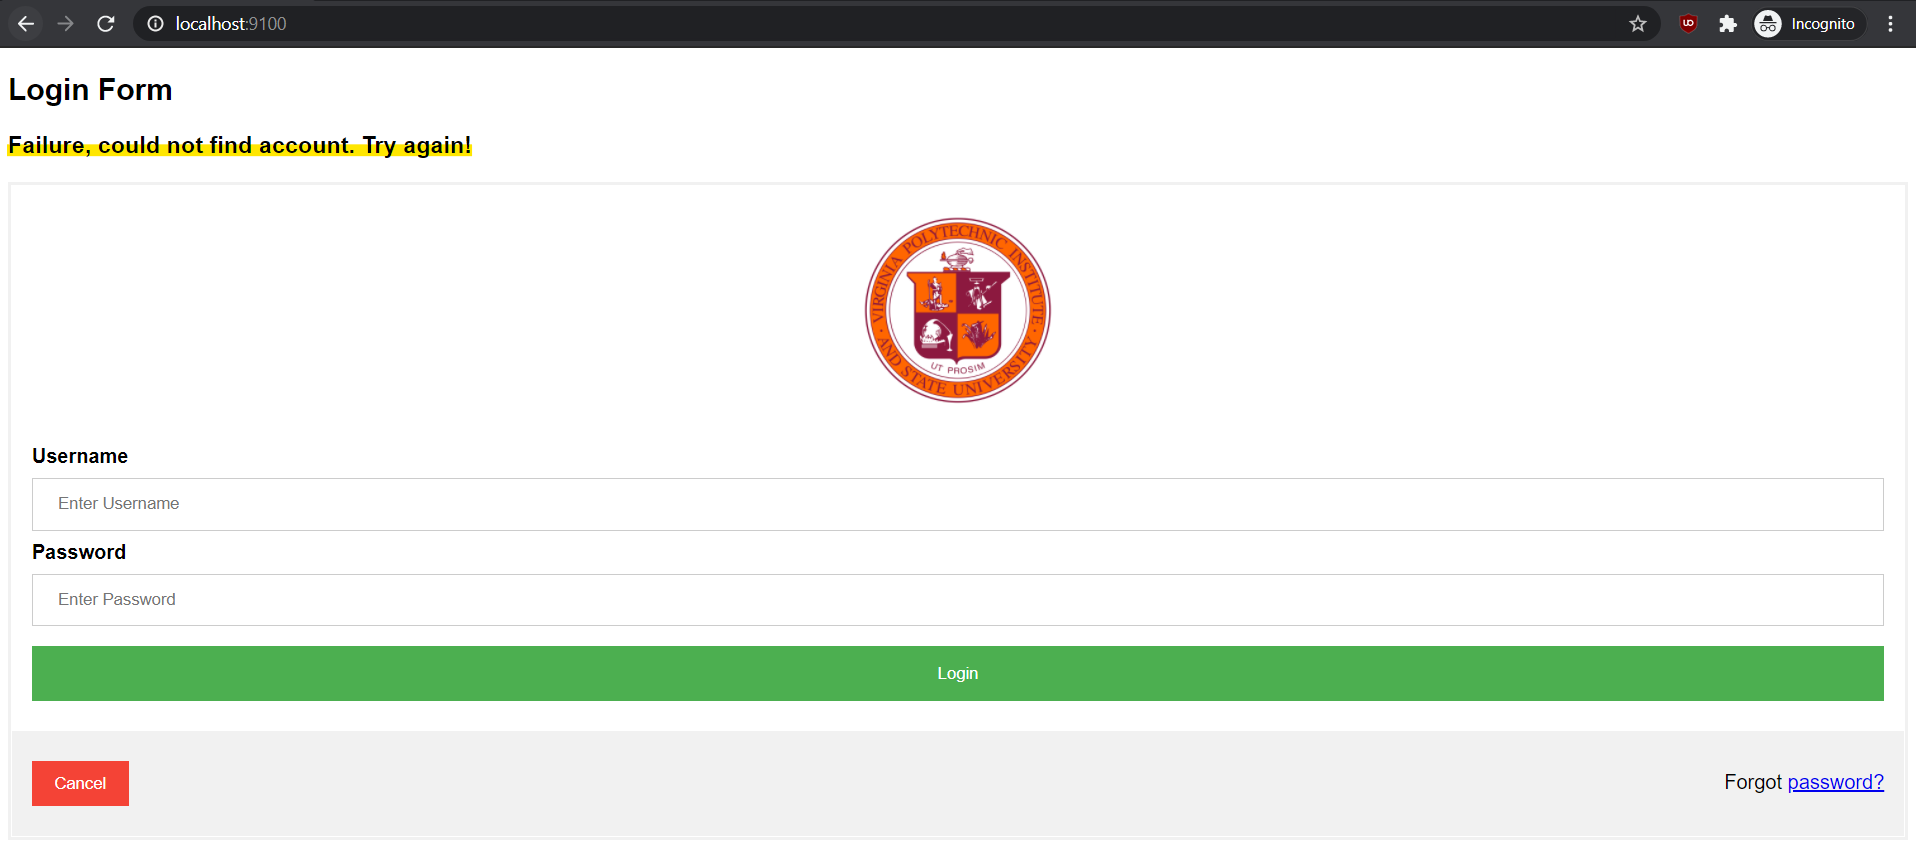 localhost:9100
Incognito
Login Form
Failure, could not find account. Try again!
VIRGINIA POLYTECHNIC INSTITUTE
AND STATE UNIVERSITY
UT PROSIM
Username
Enter Username
Password
Enter Password
Login
Cancel
Forgot password?